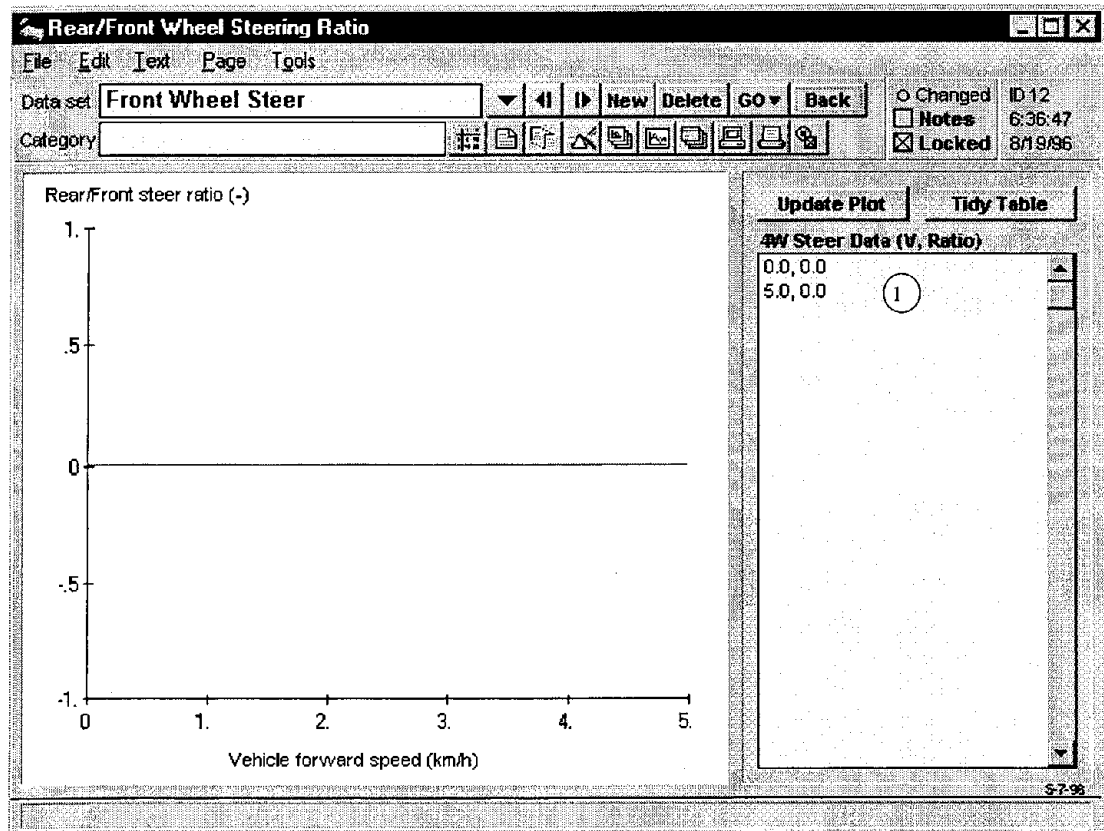 Rear/Front Wheel Steering Ratio
File Edit Text Page Tools
Data set Front Wheel Steer New Delete GO Back Changed ID 12
Notes 6:36:47
Category Locked 8/19/96
Rear/Front steer ratio (-)
Update Plot Tidy Table
4W Steer Data (V, Ratio)
0.0, 0.0
5.0, 0.0
1
1.
.5
0
-.5
-1.
0 1. 2. 3. 4. 5.
Vehicle forward speed (km/h)
5-7-96